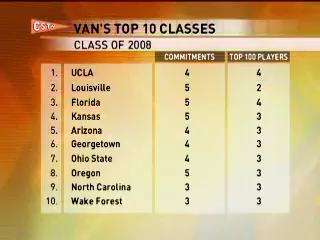 CSTV
VAN'S TOP 10 CLASSES
CLASS OF 2008
COMMITMENTS TOP 100 PLAYERS
1. UCLA 4 4
2. Louisville 5 2
3. Florida 5 4
4. Kansas 5 3
5. Arizona 4 3
6. Georgetown 4 3
7. Ohio State 4 3
8. Oregon 5 3
9. North Carolina 3 3
10. Wake Forest 3 3